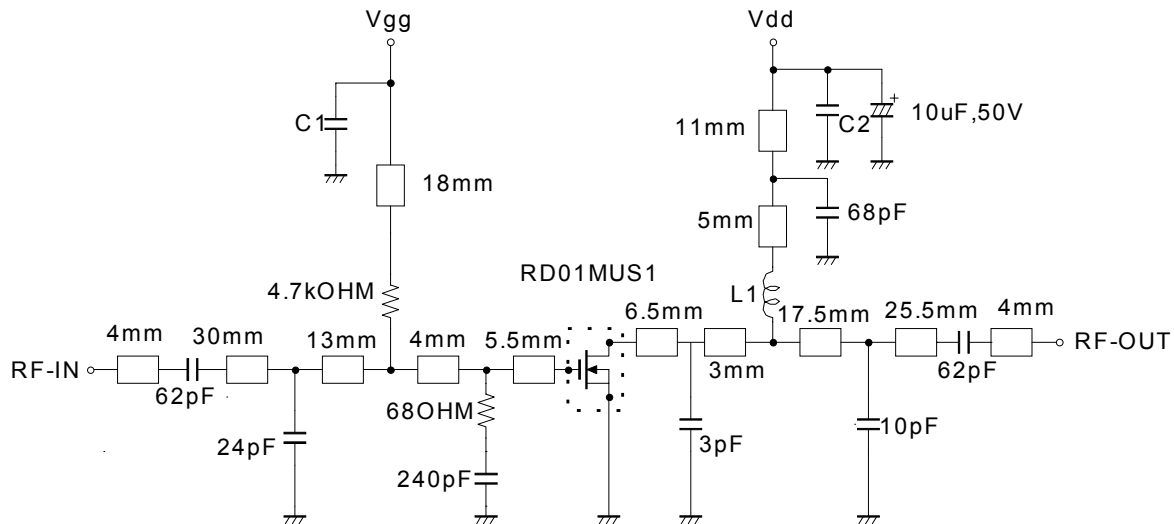 Vgg
Vdd
C1
11mm
C2
10uF,50V
+
18mm
5mm
68pF
RD01MUS1
4.7kOHM
L1
4mm
30mm
13mm
4mm
5.5mm
6.5mm
3mm
17.5mm
25.5mm
4mm
RF-IN
RF-OUT
62pF
62pF
68OHM
24pF
240pF
3pF
10pF